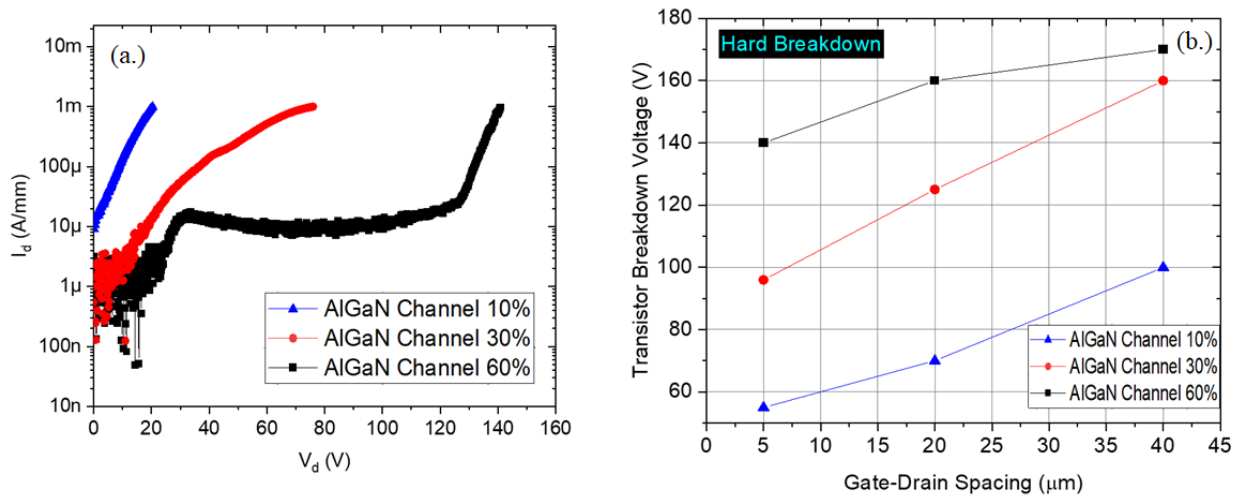 (a.)
10m
1m
100µ
10µ
1µ
100n
10n
I_d (A/mm)
0 20 40 60 80 100 120 140 160
V_d (V)
AlGaN Channel 10%
AlGaN Channel 30%
AlGaN Channel 60%
Hard Breakdown
(b.)
180
160
140
120
100
80
60
Transistor Breakdown Voltage (V)
0 5 10 15 20 25 30 35 40 45
Gate-Drain Spacing (µm)
AlGaN Channel 10%
AlGaN Channel 30%
AlGaN Channel 60%